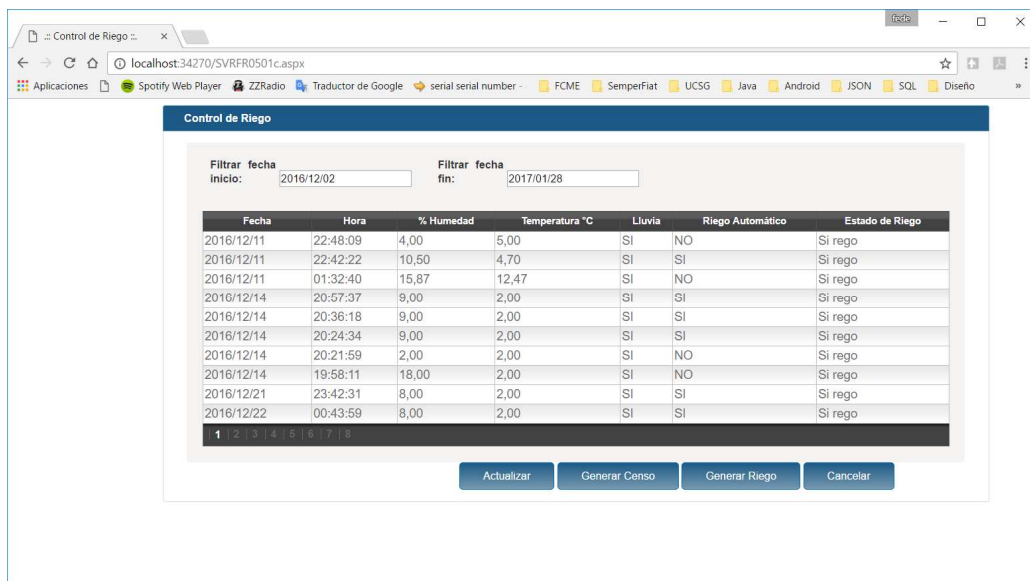 fede
.:: Control de Riego ::.
localhost:34270/SVRFR0501c.aspx
Aplicaciones Spotify Web Player ZZRadio Traductor de Google serial serial number - FCME SemperFiat UCSG Java Android JSON SQL Diseño »
Control de Riego
Filtrar fecha inicio: 2016/12/02 Filtrar fecha fin: 2017/01/28
Fecha Hora % Humedad Temperatura °C Lluvia Riego Automático Estado de Riego
2016/12/11 22:48:09 4,00 5,00 SI NO Si rego
2016/12/11 22:42:22 10,50 4,70 SI SI Si rego
2016/12/11 01:32:40 15,87 12,47 SI NO Si rego
2016/12/14 20:57:37 9,00 2,00 SI SI Si rego
2016/12/14 20:36:18 9,00 2,00 SI SI Si rego
2016/12/14 20:24:34 9,00 2,00 SI SI Si rego
2016/12/14 20:21:59 2,00 2,00 SI NO Si rego
2016/12/14 19:58:11 18,00 2,00 SI NO Si rego
2016/12/21 23:42:31 8,00 2,00 SI SI Si rego
2016/12/22 00:43:59 8,00 2,00 SI SI Si rego
| 1 | 2 | 3 | 4 | 5 | 6 | 7 | 8
Actualizar Generar Censo Generar Riego Cancelar